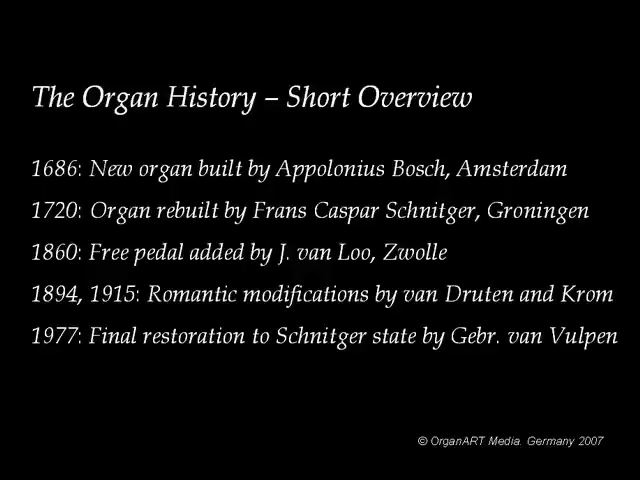 The Organ History – Short Overview
1686: New organ built by Appolonius Bosch, Amsterdam
1720: Organ rebuilt by Frans Caspar Schnitger, Groningen
1860: Free pedal added by J. van Loo, Zwolle
1894, 1915: Romantic modifications by van Druten and Krom
1977: Final restoration to Schnitger state by Gebr. van Vulpen
© OrganART Media. Germany 2007